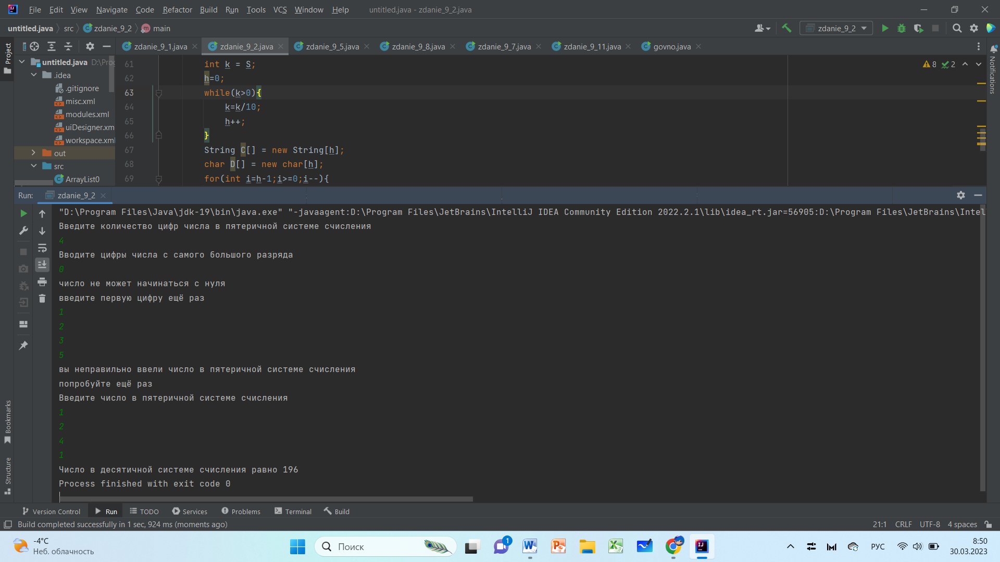 File Edit View Navigate Code Refactor Build Run Tools VCS Window Help untitled.java - zdanie_9_2.java
untitled.java src zdanie_9_2 main zdanie_9_2
Project zdanie_9_1.java zdanie_9_2.java zdanie_9_5.java zdanie_9_8.java zdanie_9_7.java zdanie_9_11.java govno.java
untitled.java D:\Prog
.idea
.gitignore
misc.xml
modules.xml
uiDesigner.xm
workspace.xml
out
src
ArrayList0
61 int k = S;
62 h=0;
63 while(k>0){
64 k=k/10;
65 h++;
66 }
67 String C[] = new String[h];
68 char D[] = new char[h];
69 for(int i=h-1;i>=0;i--){
8 2
Notifications
Run: zdanie_9_2
"D:\Program Files\Java\jdk-19\bin\java.exe" "-javaagent:D:\Program Files\JetBrains\IntelliJ IDEA Community Edition 2022.2.1\lib\idea_rt.jar=56905:D:\Program Files\JetBrains\Intel
Введите количество цифр числа в пятеричной системе счисления
4
Вводите цифры числа с самого большого разряда
0
число не может начинаться с нуля
введите первую цифру ещё раз
1
2
3
5
вы неправильно ввели число в пятеричной системе счисления
попробуйте ещё раз
Введите число в пятеричной системе счисления
1
2
4
1
Число в десятичной системе счисления равно 196
Process finished with exit code 0
Bookmarks
Structure
Version Control Run TODO Services Problems Terminal Build
Build completed successfully in 1 sec, 924 ms (moments ago) 21:1 CRLF UTF-8 4 spaces
-4°C
Неб. облачность
Поиск
1
РУС
8:50
30.03.2023